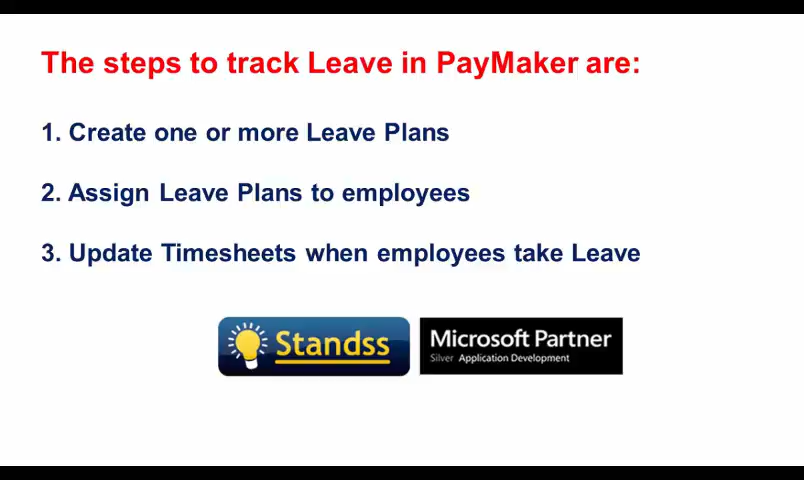 The steps to track Leave in PayMaker are:
1. Create one or more Leave Plans
2. Assign Leave Plans to employees
3. Update Timesheets when employees take Leave
Standss
Microsoft Partner
Silver Application Development